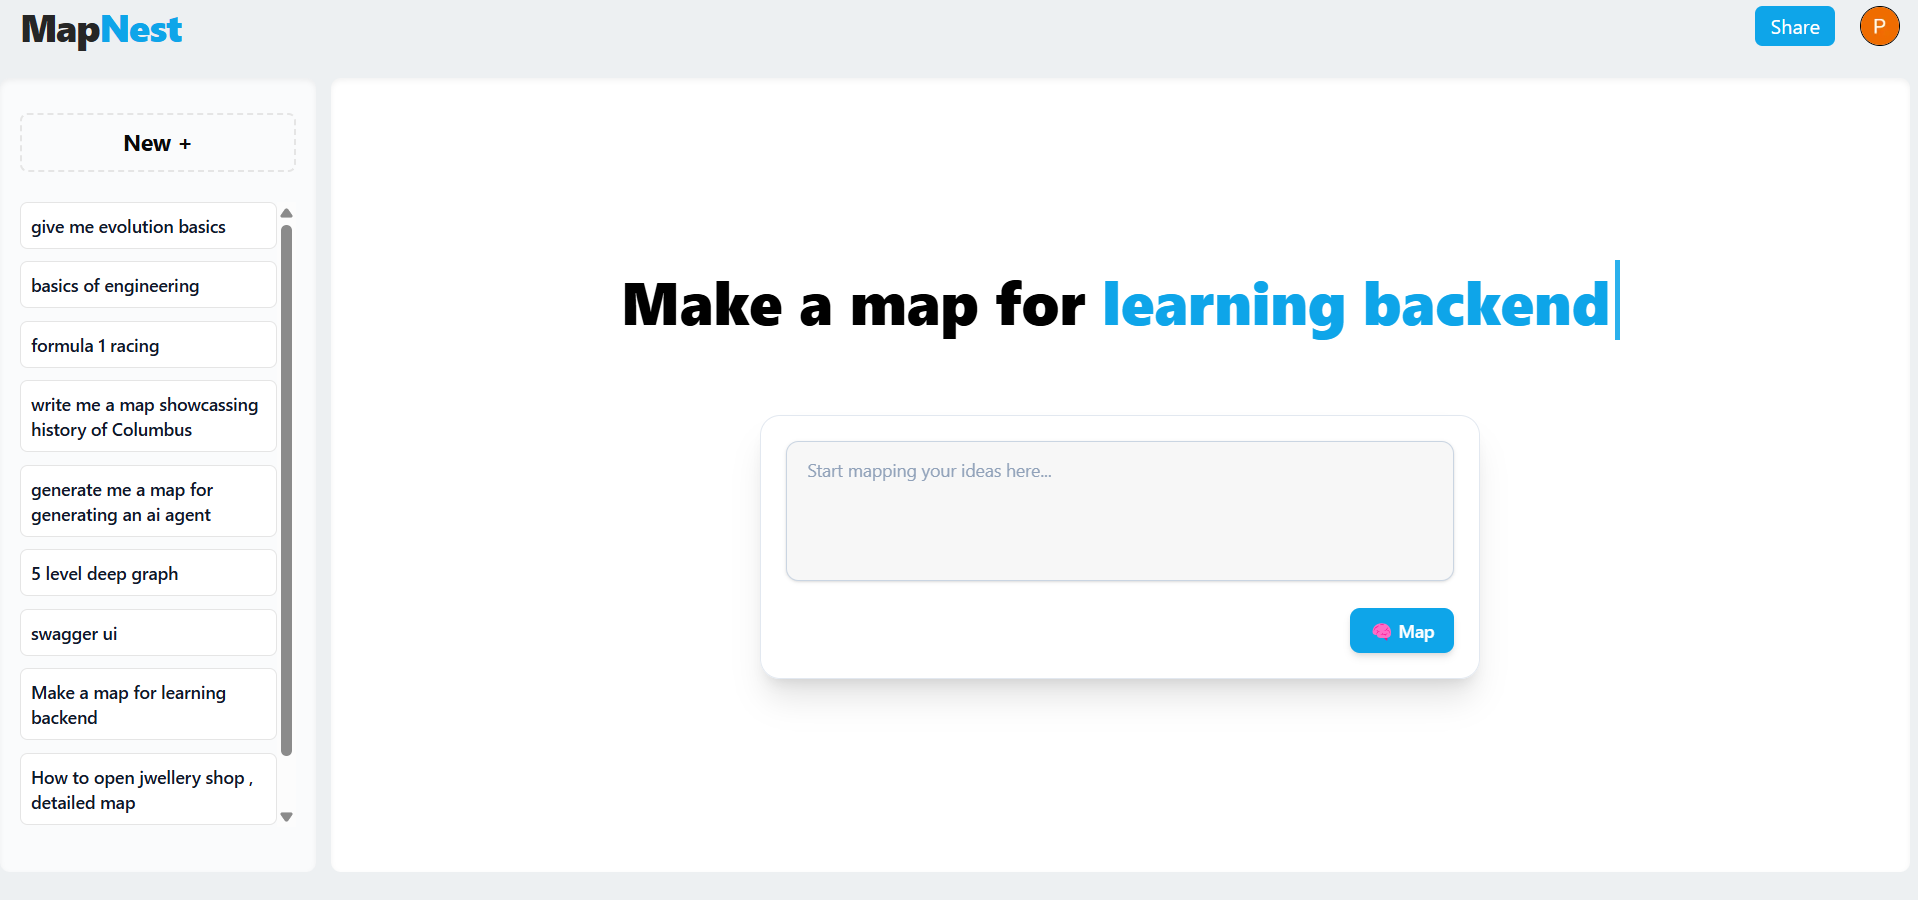 MapNest
Share
P
New +
give me evolution basics
basics of engineering
formula 1 racing
write me a map showcassing
history of Columbus
generate me a map for
generating an ai agent
5 level deep graph
swagger ui
Make a map for learning
backend
How to open jwellery shop ,
detailed map
Make a map for learning backend
Start mapping your ideas here...
🧠 Map